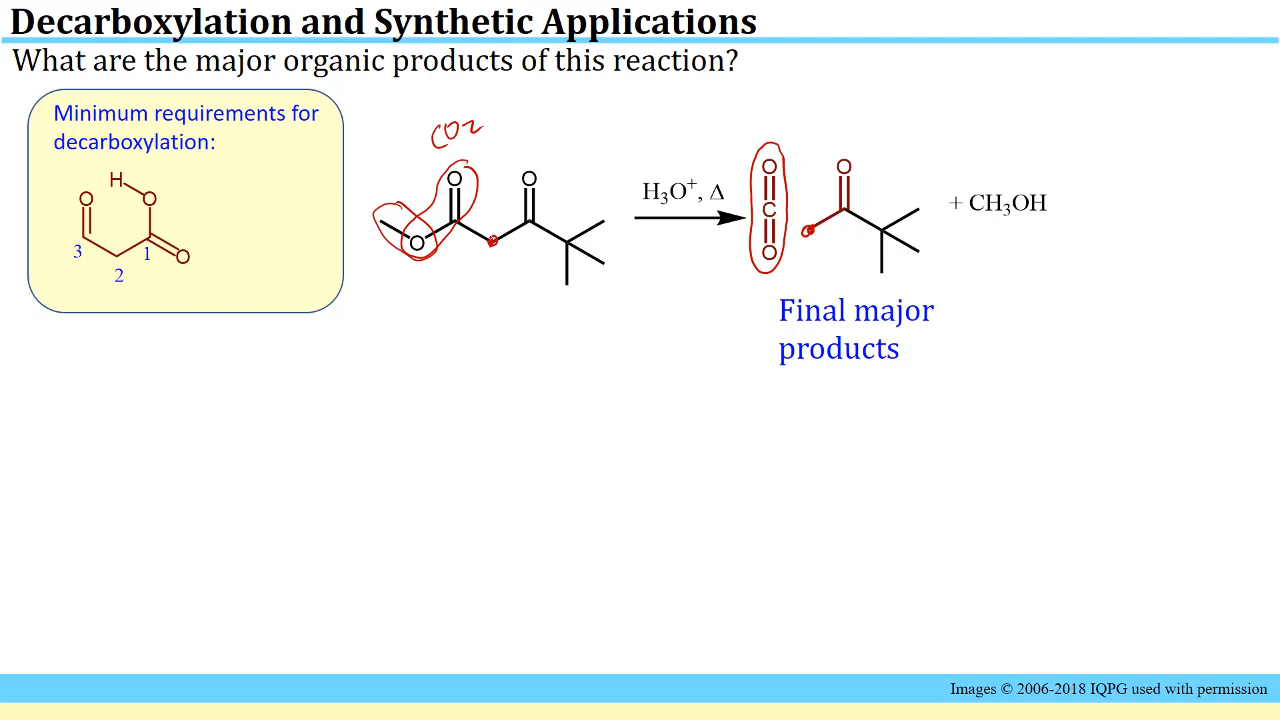 Decarboxylation and Synthetic Applications
What are the major organic products of this reaction?
Minimum requirements for
decarboxylation:
H
O
O
3
1
O
2
CO2
O
O
O
H3O+, Δ
O
C
O
O
+ CH3OH
Final major
products
Images © 2006-2018 IQPG used with permission